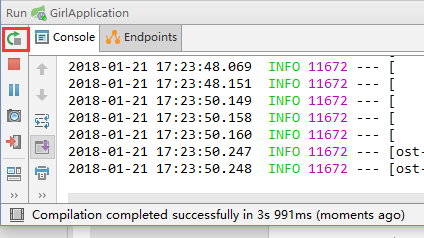 Run GirlApplication
Console Endpoints
2018-01-21 17:23:48.069 INFO 11672 --- [
2018-01-21 17:23:48.151 INFO 11672 --- [
2018-01-21 17:23:50.149 INFO 11672 --- [
2018-01-21 17:23:50.158 INFO 11672 --- [
2018-01-21 17:23:50.160 INFO 11672 --- [
2018-01-21 17:23:50.247 INFO 11672 --- [ost-
2018-01-21 17:23:50.248 INFO 11672 --- [ost-
Compilation completed successfully in 3s 991ms (moments ago)